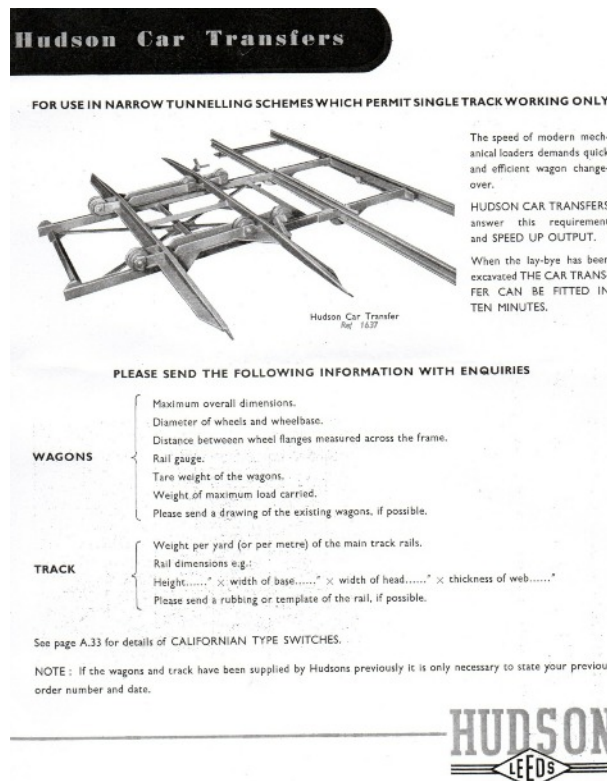 Hudson Car Transfers
FOR USE IN NARROW TUNNELLING SCHEMES WHICH PERMIT SINGLE TRACK WORKING ONLY
The speed of modern mech-
anical loaders demands quick
and efficient wagon change-
over.
HUDSON CAR TRANSFERS
answer this requirement
and SPEED UP OUTPUT.
When the lay-bye has been
excavated THE CAR TRANS-
FER CAN BE FITTED IN
TEN MINUTES.
Hudson Car Transfer
Ref 1637
PLEASE SEND THE FOLLOWING INFORMATION WITH ENQUIRIES
WAGONS
Maximum overall dimensions.
Diameter of wheels and wheelbase.
Distance betweeen wheel flanges measured across the frame.
Rail gauge.
Tare weight of the wagons.
Weight of maximum load carried.
Please send a drawing of the existing wagons, if possible.
TRACK
Weight per yard (or per metre) of the main track rails.
Rail dimensions e.g.:
Height......" × width of base......" × width of head......" × thickness of web......"
Please send a rubbing or template of the rail, if possible.
See page A.33 for details of CALIFORNIAN TYPE SWITCHES.
NOTE : If the wagons and track have been supplied by Hudsons previously it is only necessary to state your previou
order number and date.
HUDSON
LEEDS